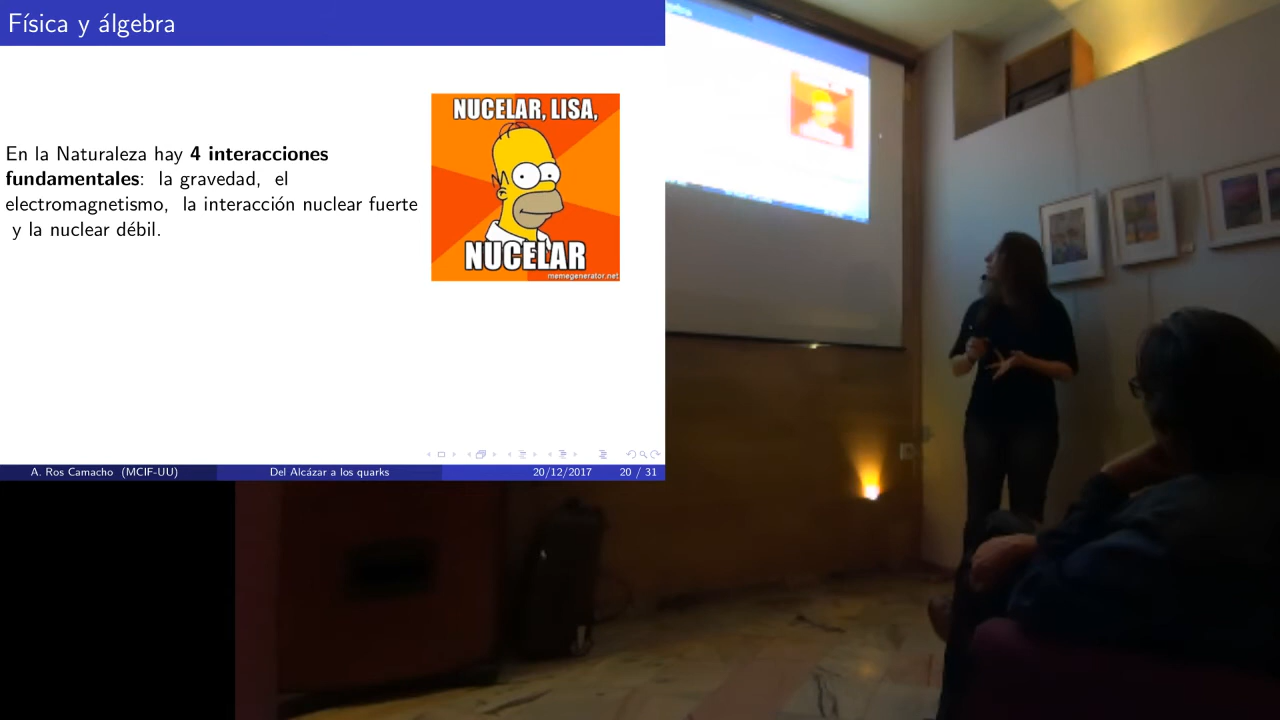 Física y álgebra
En la Naturaleza hay 4 interacciones
fundamentales: la gravedad, el
electromagnetismo, la interacción nuclear fuerte
y la nuclear débil.
NUCELAR, LISA,
NUCELAR
memegenerator.net
A. Ros Camacho (MCIF-UU)
Del Alcázar a los quarks
20/12/2017
20 / 31